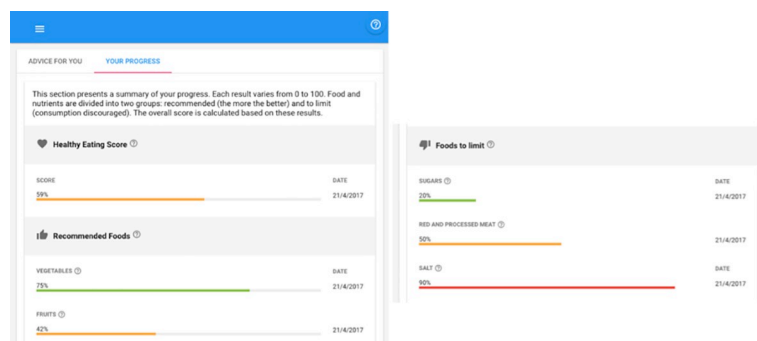 ADVICE FOR YOU YOUR PROGRESS
This section presents a summary of your progress. Each result varies from 0 to 100. Food and
nutrients are divided into two groups: recommended (the more the better) and to limit
(consumption discouraged). The overall score is calculated based on these results.
Healthy Eating Score
SCORE DATE
59% 21/4/2017
Recommended Foods
VEGETABLES DATE
75% 21/4/2017
FRUITS
42% 21/4/2017
Foods to limit
SUGARS DATE
20% 21/4/2017
RED AND PROCESSED MEAT
50% 21/4/2017
SALT DATE
90% 21/4/2017